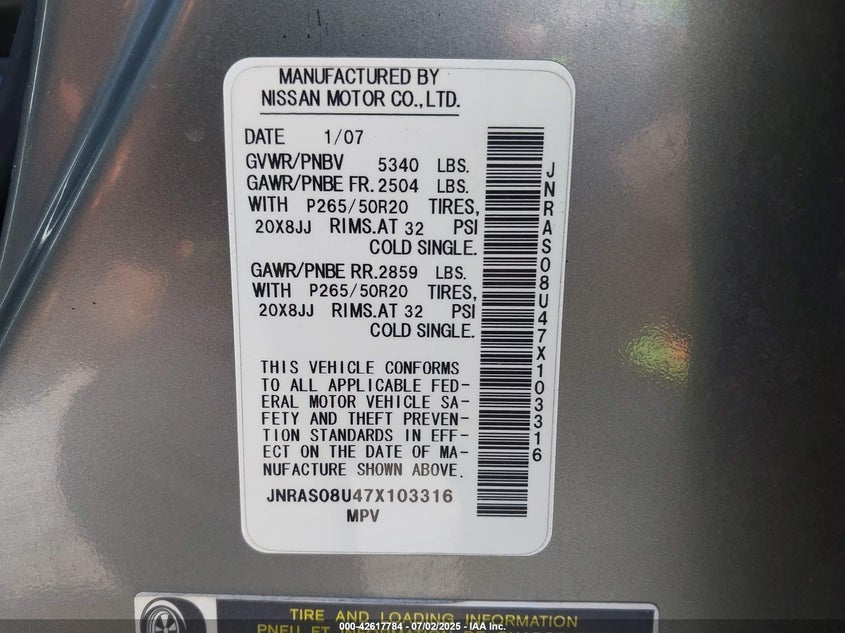 MANUFACTURED BY
NISSAN MOTOR CO.,LTD.
DATE 1/07
GVWR/PNBV 5340 LBS.
GAWR/PNBE FR. 2504 LBS.
WITH P265/50R20 TIRES,
20X8JJ RIMS.AT 32 PSI
COLD SINGLE.
GAWR/PNBE RR. 2859 LBS.
WITH P265/50R20 TIRES,
20X8JJ RIMS.AT 32 PSI
COLD SINGLE.
THIS VEHICLE CONFORMS
TO ALL APPLICABLE FED-
ERAL MOTOR VEHICLE SA-
FETY AND THEFT PREVEN-
TION STANDARDS IN EFF-
ECT ON THE DATE OF MA-
NUFACTURE SHOWN ABOVE.
JNRAS08U47X103316
MPV
JNRAS08U47X103316
TIRE AND LOADING INFORMATION
000-42617784 - 07/02/2025 - IAA Inc.